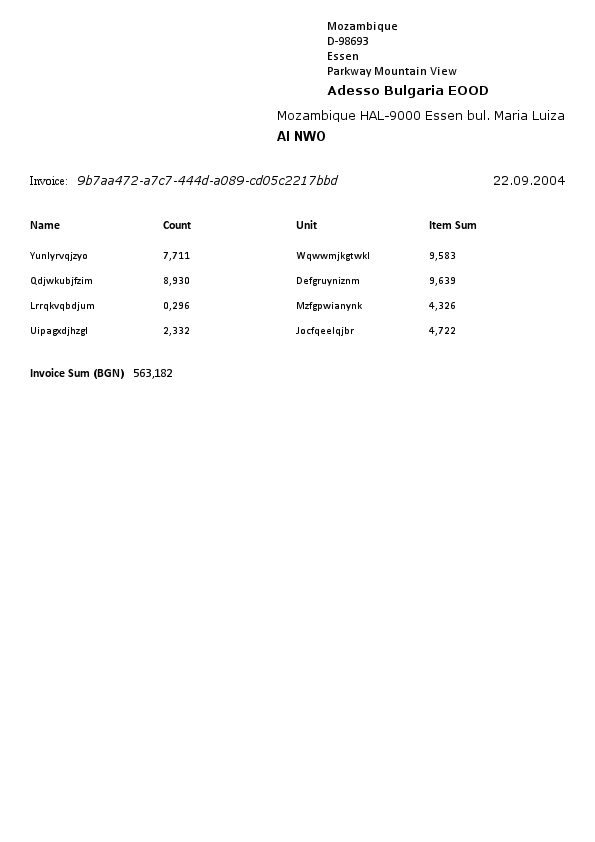 Mozambique
D-98693
Essen
Parkway Mountain View
Adesso Bulgaria EOOD
Mozambique HAL-9000 Essen bul. Maria Luiza
AI NWO
Invoice: 9b7aa472-a7c7-444d-a089-cd05c2217bbd 22.09.2004
Name Count Unit Item Sum
Yunlyrvqjzyo 7,711 Wqwwmjkgtwkl 9,583
Qdjwkubjfzim 8,930 Defgruyniznm 9,639
Lrrqkvqbdjum 0,296 Mzfgpwianynk 4,326
Uipagxdjhzgl 2,332 Jocfqeelqjbr 4,722
Invoice Sum (BGN) 563,182